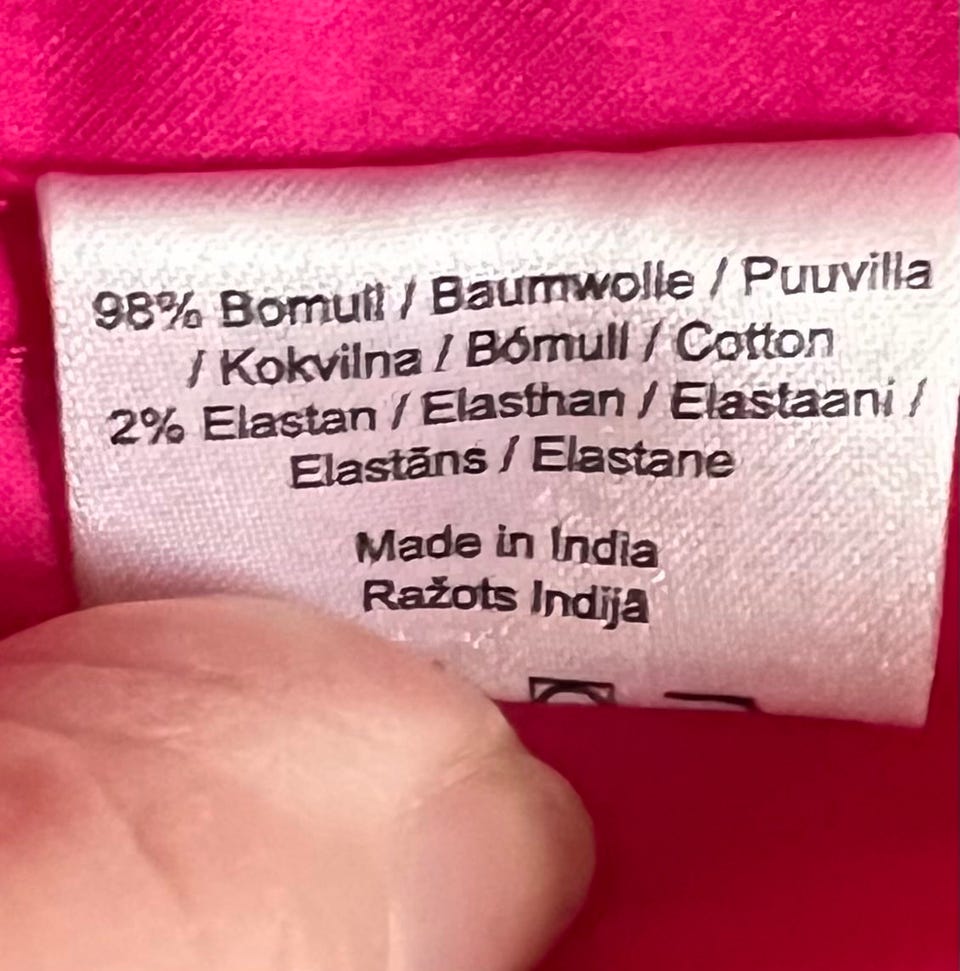 98% Bomull / Baumwolle / Puuvilla
/ Kokvilna / Bómull / Cotton
2% Elastan / Elasthan / Elastaani /
Elastāns / Elastane
Made in India
Ražots Indijā